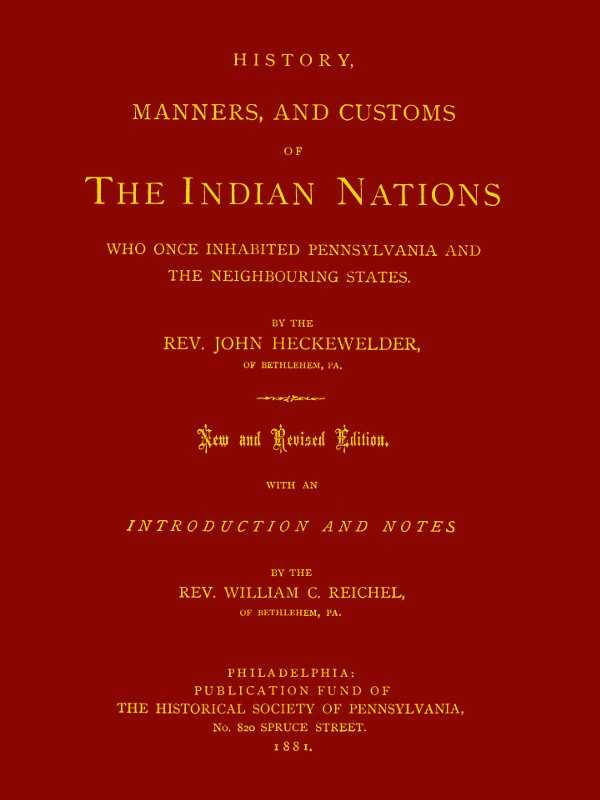 HISTORY,
MANNERS, AND CUSTOMS
OF
THE INDIAN NATIONS
WHO ONCE INHABITED PENNSYLVANIA AND
THE NEIGHBOURING STATES.
BY THE
REV. JOHN HECKEWELDER,
OF BETHLEHEM, PA.
New and Revised Edition.
WITH AN
INTRODUCTION AND NOTES
BY THE
REV. WILLIAM C. REICHEL,
OF BETHLEHEM, PA.
PHILADELPHIA:
PUBLICATION FUND OF
THE HISTORICAL SOCIETY OF PENNSYLVANIA,
No. 820 SPRUCE STREET.
1881.